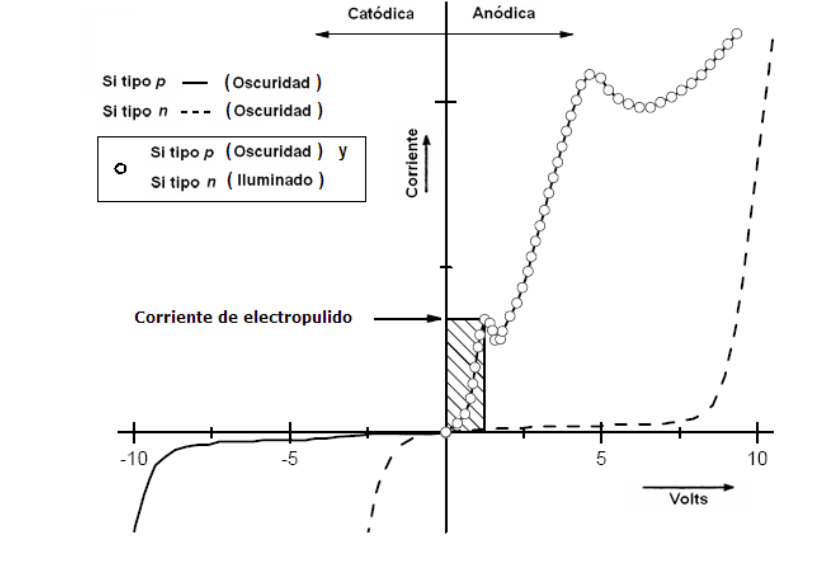 Catódica Anódica
Si tipo p (Oscuridad)
Si tipo n (Oscuridad)
Si tipo p (Oscuridad) y
Si tipo n (Iluminado)
Corriente
Corriente de electropulido
-10 -5 5 10
Volts